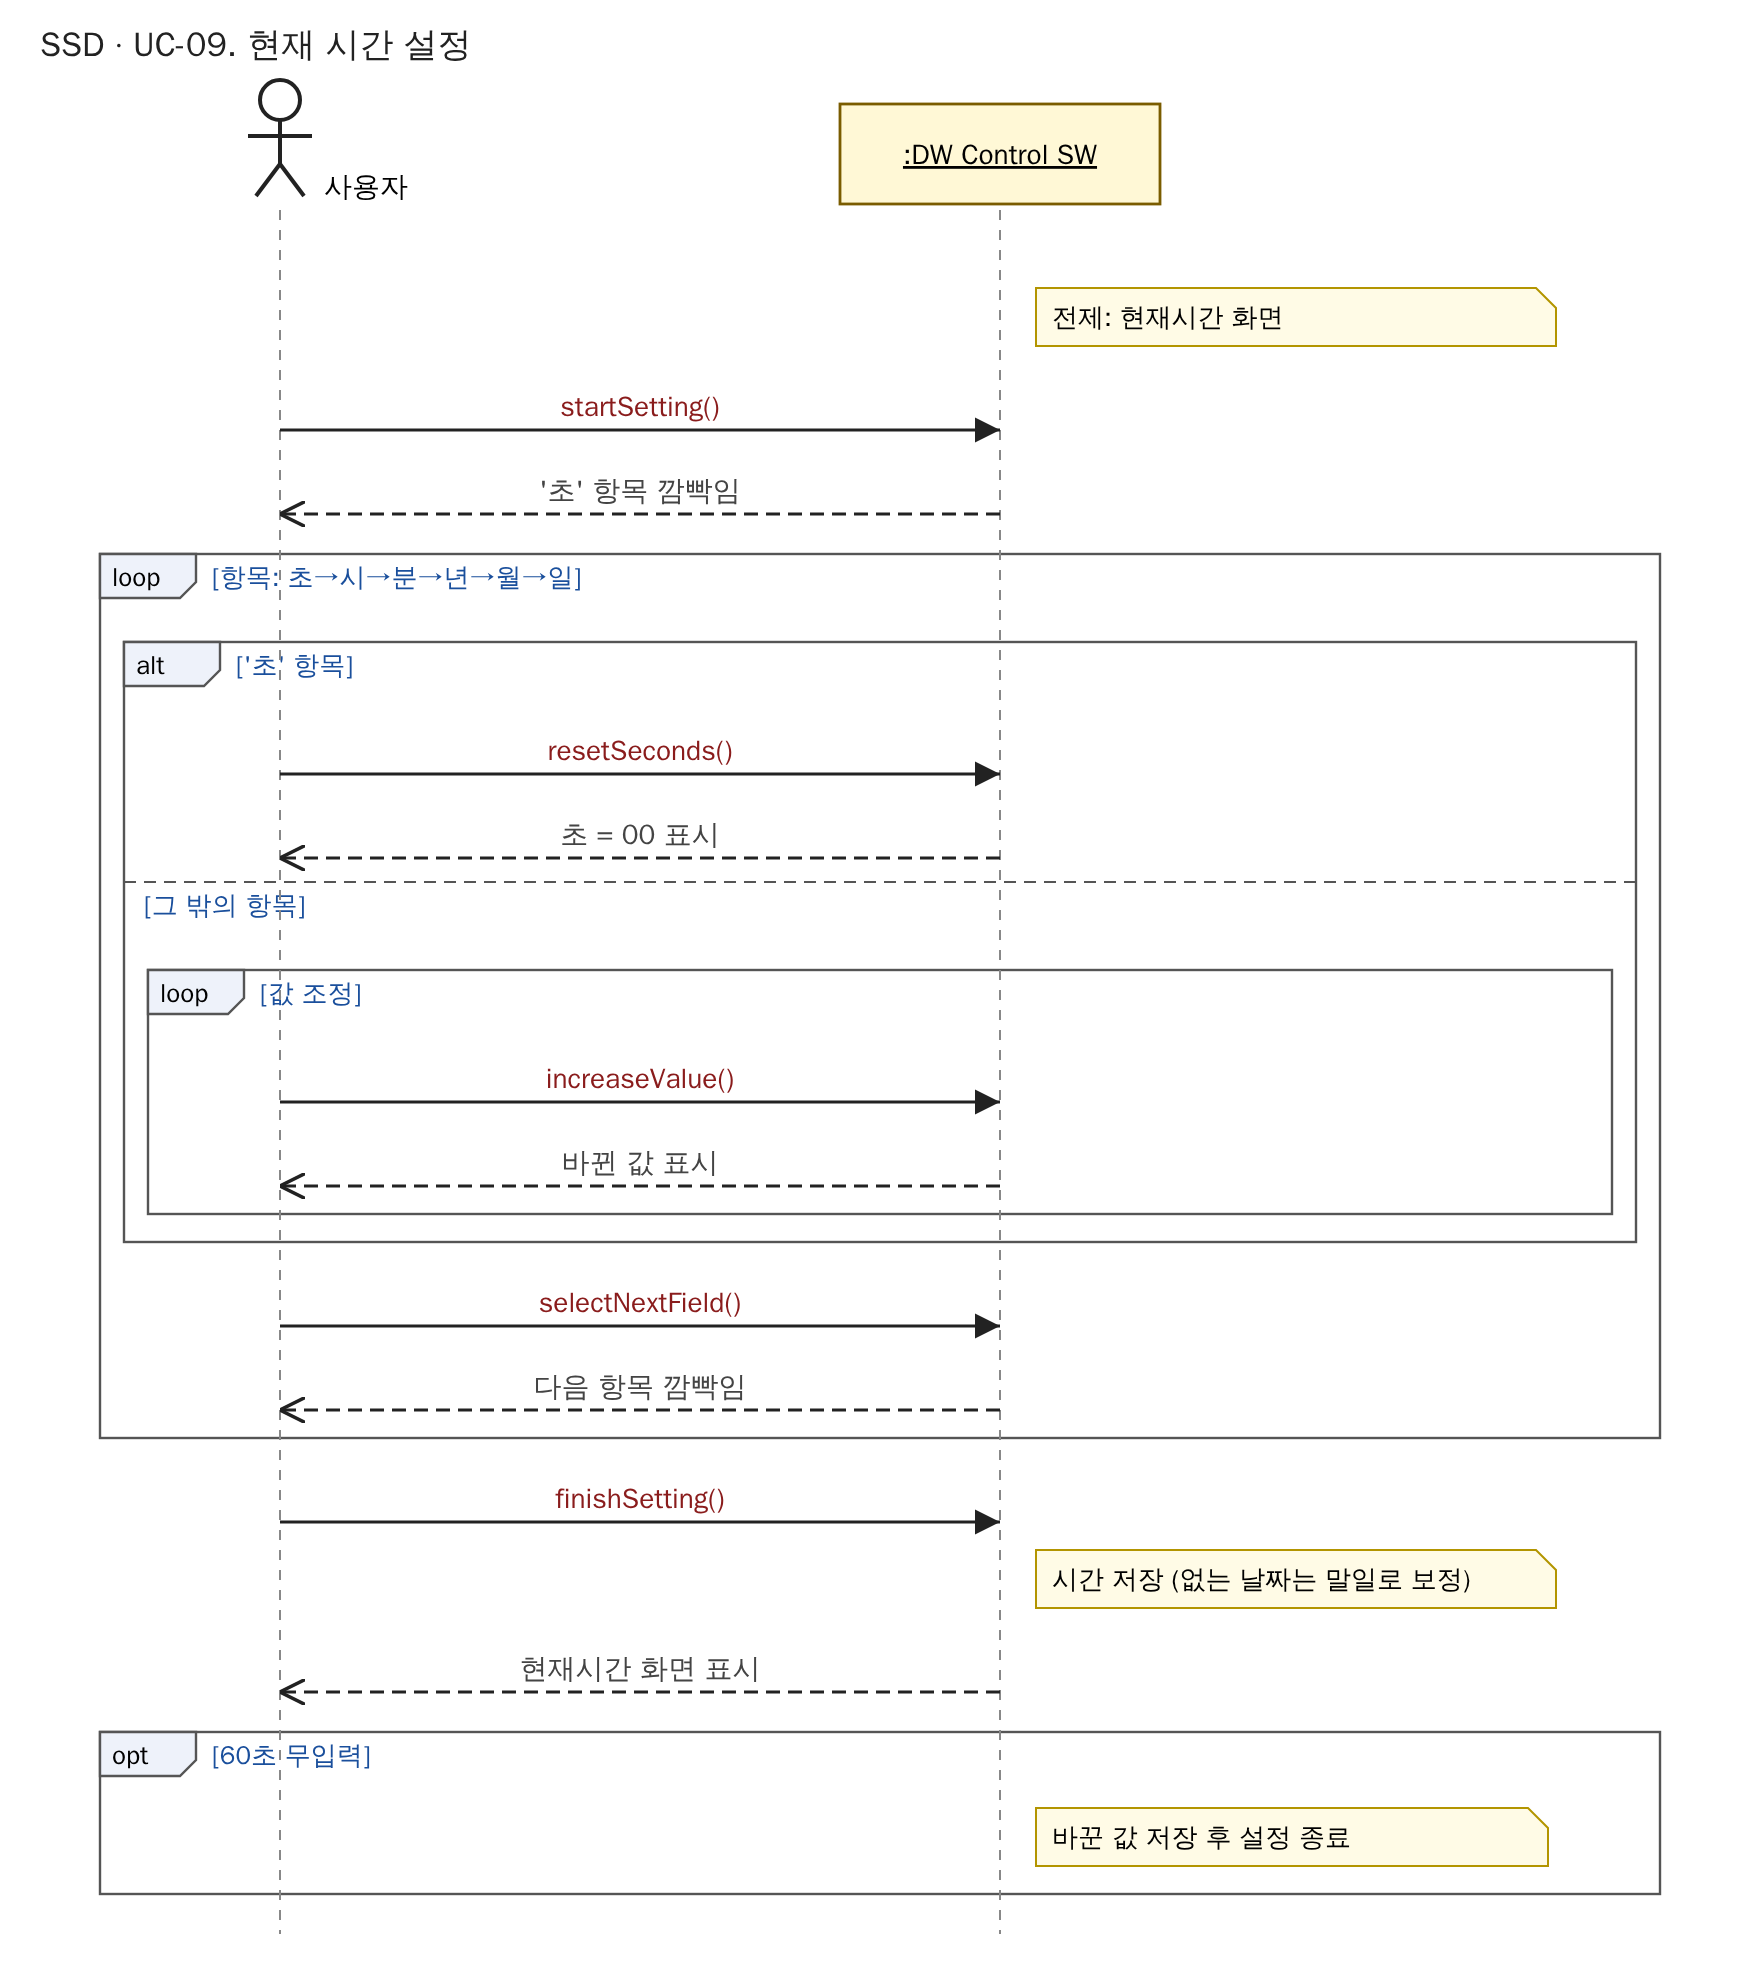 SSD · UC-09. 현재 시간 설정
사용자
:DW Control SW
전제: 현재시간 화면
startSetting()
'초' 항목 깜빡임
loop [항목: 초→시→분→년→월→일]
alt ['초' 항목]
resetSeconds()
초 = 00 표시
[그 밖의 항목]
loop [값 조정]
increaseValue()
바뀐 값 표시
selectNextField()
다음 항목 깜빡임
finishSetting()
시간 저장 (없는 날짜는 말일로 보정)
현재시간 화면 표시
opt [60초 무입력]
바꾼 값 저장 후 설정 종료